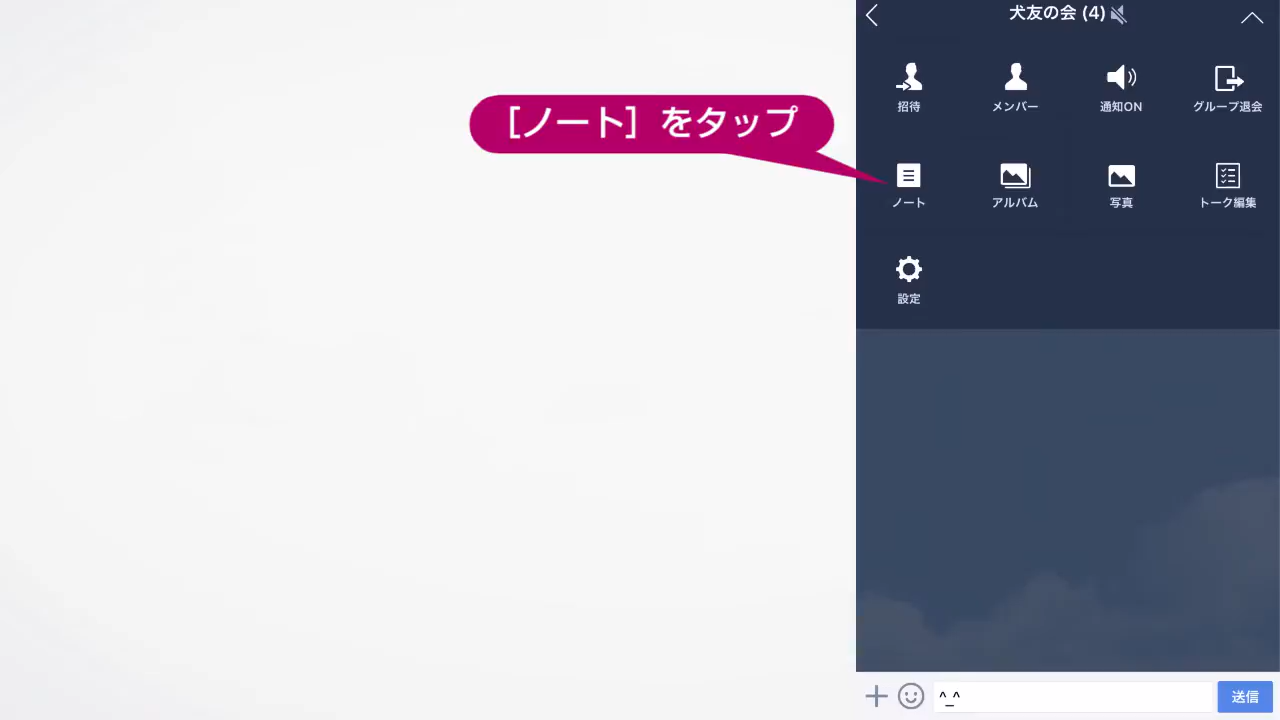 犬友の会 (4)
招待
メンバー
通知ON
グループ退会
［ノート］をタップ
ノート
アルバム
写真
トーク編集
設定
^_^
送信